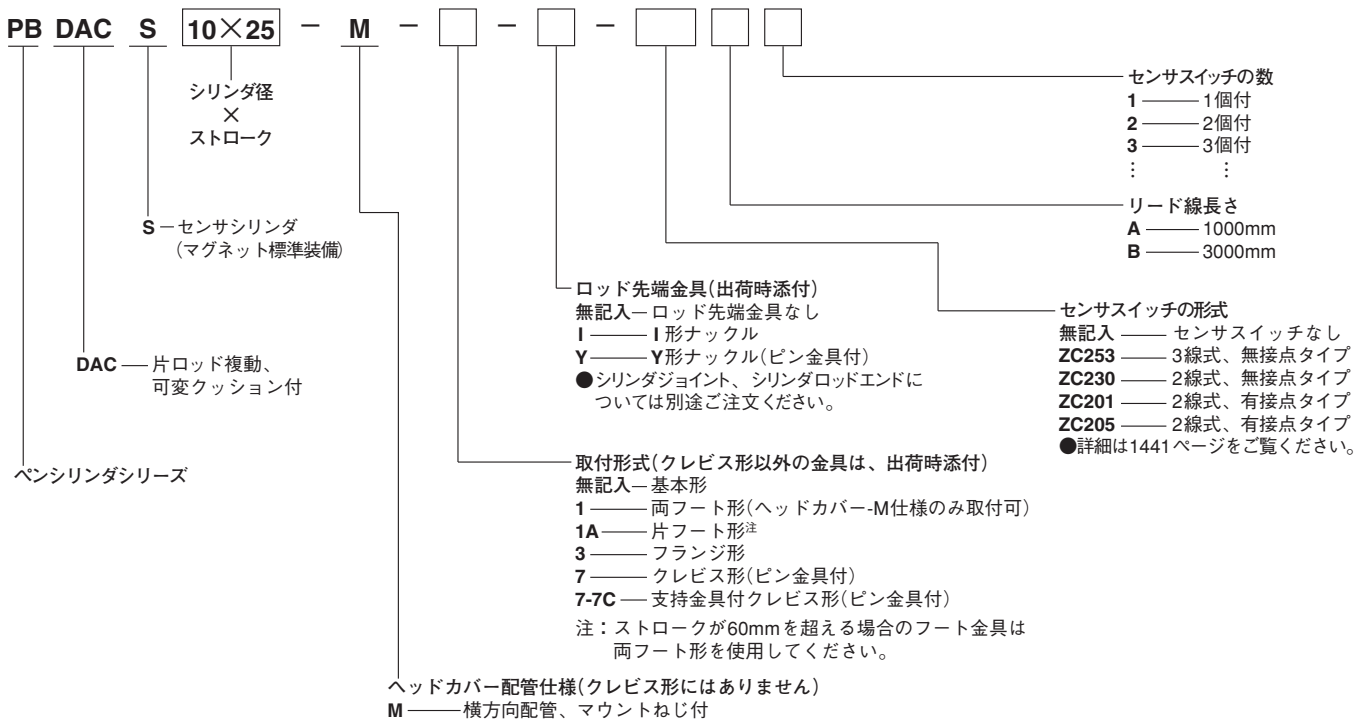 PB DAC S 10×25 － M － □ － □ － □ □ □
シリンダ径
×
ストローク
センサスイッチの数
1 ─── 1個付
2 ─── 2個付
3 ─── 3個付
⋮ ⋮
リード線長さ
A ─── 1000mm
B ─── 3000mm
S ─ センサシリンダ
(マグネット標準装備)
ロッド先端金具(出荷時添付)
無記入─ ロッド先端金具なし
I ─── I 形ナックル
Y ─── Y形ナックル(ピン金具付)
●シリンダジョイント、シリンダロッドエンドに
ついては別途ご注文ください。
センサスイッチの形式
無記入 ─── センサスイッチなし
ZC253 ─── 3線式、無接点タイプ
ZC230 ─── 2線式、無接点タイプ
ZC201 ─── 2線式、有接点タイプ
ZC205 ─── 2線式、有接点タイプ
●詳細は1441ページをご覧ください。
DAC ── 片ロッド複動、
可変クッション付
ペンシリンダシリーズ
取付形式(クレビス形以外の金具は、出荷時添付)
無記入─ 基本形
1 ─── 両フート形(ヘッドカバー-M仕様のみ取付可)
1A ─── 片フート形注
3 ─── フランジ形
7 ─── クレビス形(ピン金具付)
7-7C ── 支持金具付クレビス形(ピン金具付)
注：ストロークが60mmを超える場合のフート金具は
両フート形を使用してください。
ヘッドカバー配管仕様(クレビス形にはありません)
M ─── 横方向配管、マウントねじ付